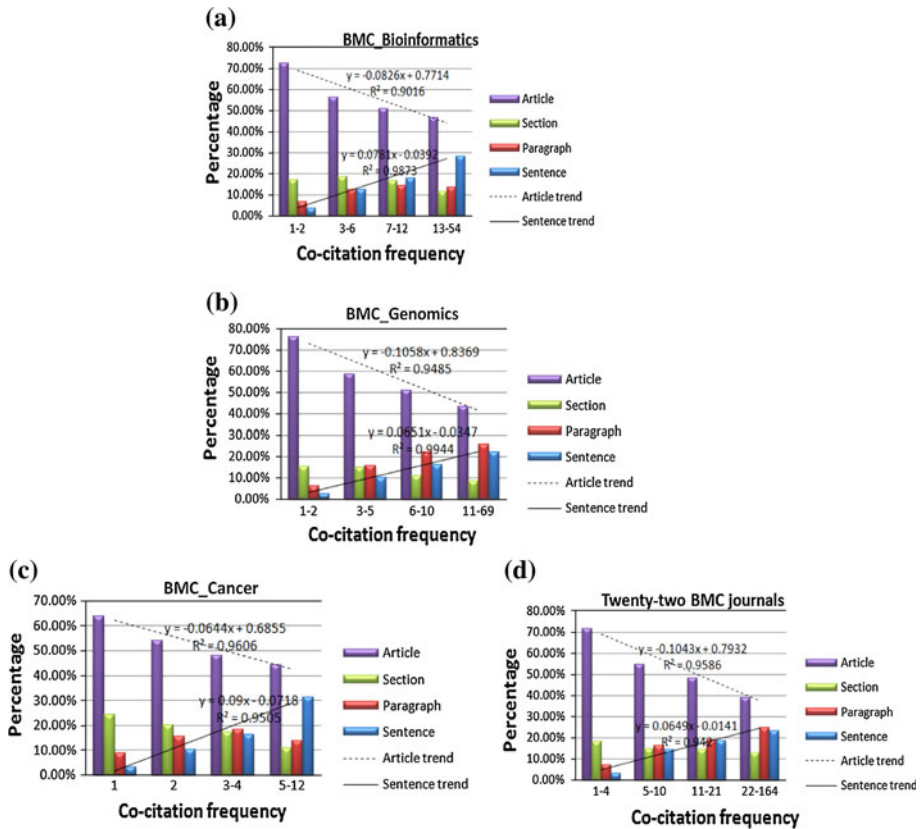 (a)
BMC_Bioinformatics
Percentage
80.00%
70.00%
60.00%
50.00%
40.00%
30.00%
20.00%
10.00%
0.00%
y = -0.0826x + 0.7714
R² = 0.9016
y = 0.0781x - 0.0392
R² = 0.9873
1-2 3-6 7-12 13-54
Co-citation frequency
Article
Section
Paragraph
Sentence
Article trend
Sentence trend
(b)
BMC_Genomics
Percentage
80.00%
70.00%
60.00%
50.00%
40.00%
30.00%
20.00%
10.00%
0.00%
y = -0.1058x + 0.8369
R² = 0.9485
y = 0.0651x - 0.0347
R² = 0.9944
1-2 3-5 6-10 11-69
Co-citation frequency
Article
Section
Paragraph
Sentence
Article trend
Sentence trend
(c)
BMC_Cancer
Percentage
70.00%
60.00%
50.00%
40.00%
30.00%
20.00%
10.00%
0.00%
y = -0.0644x + 0.6855
R² = 0.9606
y = 0.09x - 0.0718
R² = 0.9505
1 2 3-4 5-12
Co-citation frequency
Article
Section
Paragraph
Sentence
Article trend
Sentence trend
(d)
Twenty-two BMC journals
Percentage
80.00%
70.00%
60.00%
50.00%
40.00%
30.00%
20.00%
10.00%
0.00%
y = -0.1043x + 0.7932
R² = 0.9586
y = 0.0649x - 0.0141
R² = 0.942
1-4 5-10 11-21 22-164
Co-citation frequency
Article
Section
Paragraph
Sentence
Article trend
Sentence trend